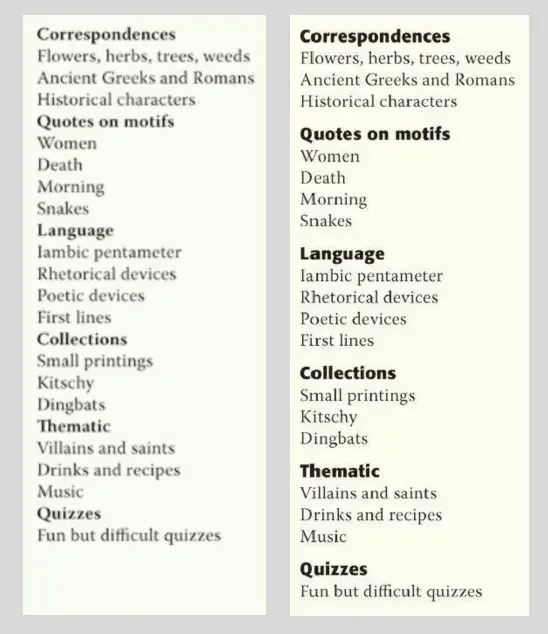 Correspondences
Flowers, herbs, trees, weeds
Ancient Greeks and Romans
Historical characters
Quotes on motifs
Women
Death
Morning
Snakes
Language
Iambic pentameter
Rhetorical devices
Poetic devices
First lines
Collections
Small printings
Kitschy
Dingbats
Thematic
Villains and saints
Drinks and recipes
Music
Quizzes
Fun but difficult quizzes
Correspondences
Flowers, herbs, trees, weeds
Ancient Greeks and Romans
Historical characters
Quotes on motifs
Women
Death
Morning
Snakes
Language
Iambic pentameter
Rhetorical devices
Poetic devices
First lines
Collections
Small printings
Kitschy
Dingbats
Thematic
Villains and saints
Drinks and recipes
Music
Quizzes
Fun but difficult quizzes